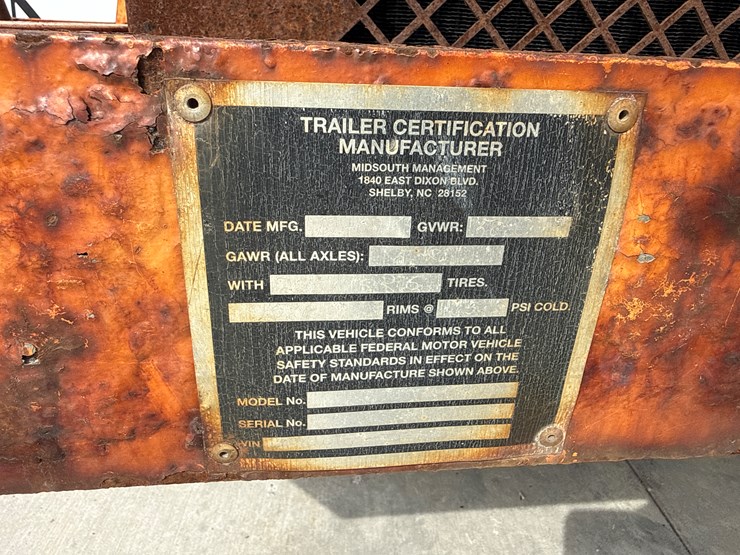 TRAILER CERTIFICATION
MANUFACTURER
MIDSOUTH MANAGEMENT
1840 EAST DIXON BLVD.
SHELBY, NC 28152
DATE MFG. GVWR:
GAWR (ALL AXLES):
WITH TIRES.
RIMS @ PSI COLD.
THIS VEHICLE CONFORMS TO ALL
APPLICABLE FEDERAL MOTOR VEHICLE
SAFETY STANDARDS IN EFFECT ON THE
DATE OF MANUFACTURE SHOWN ABOVE.
MODEL No.
SERIAL No.
VIN